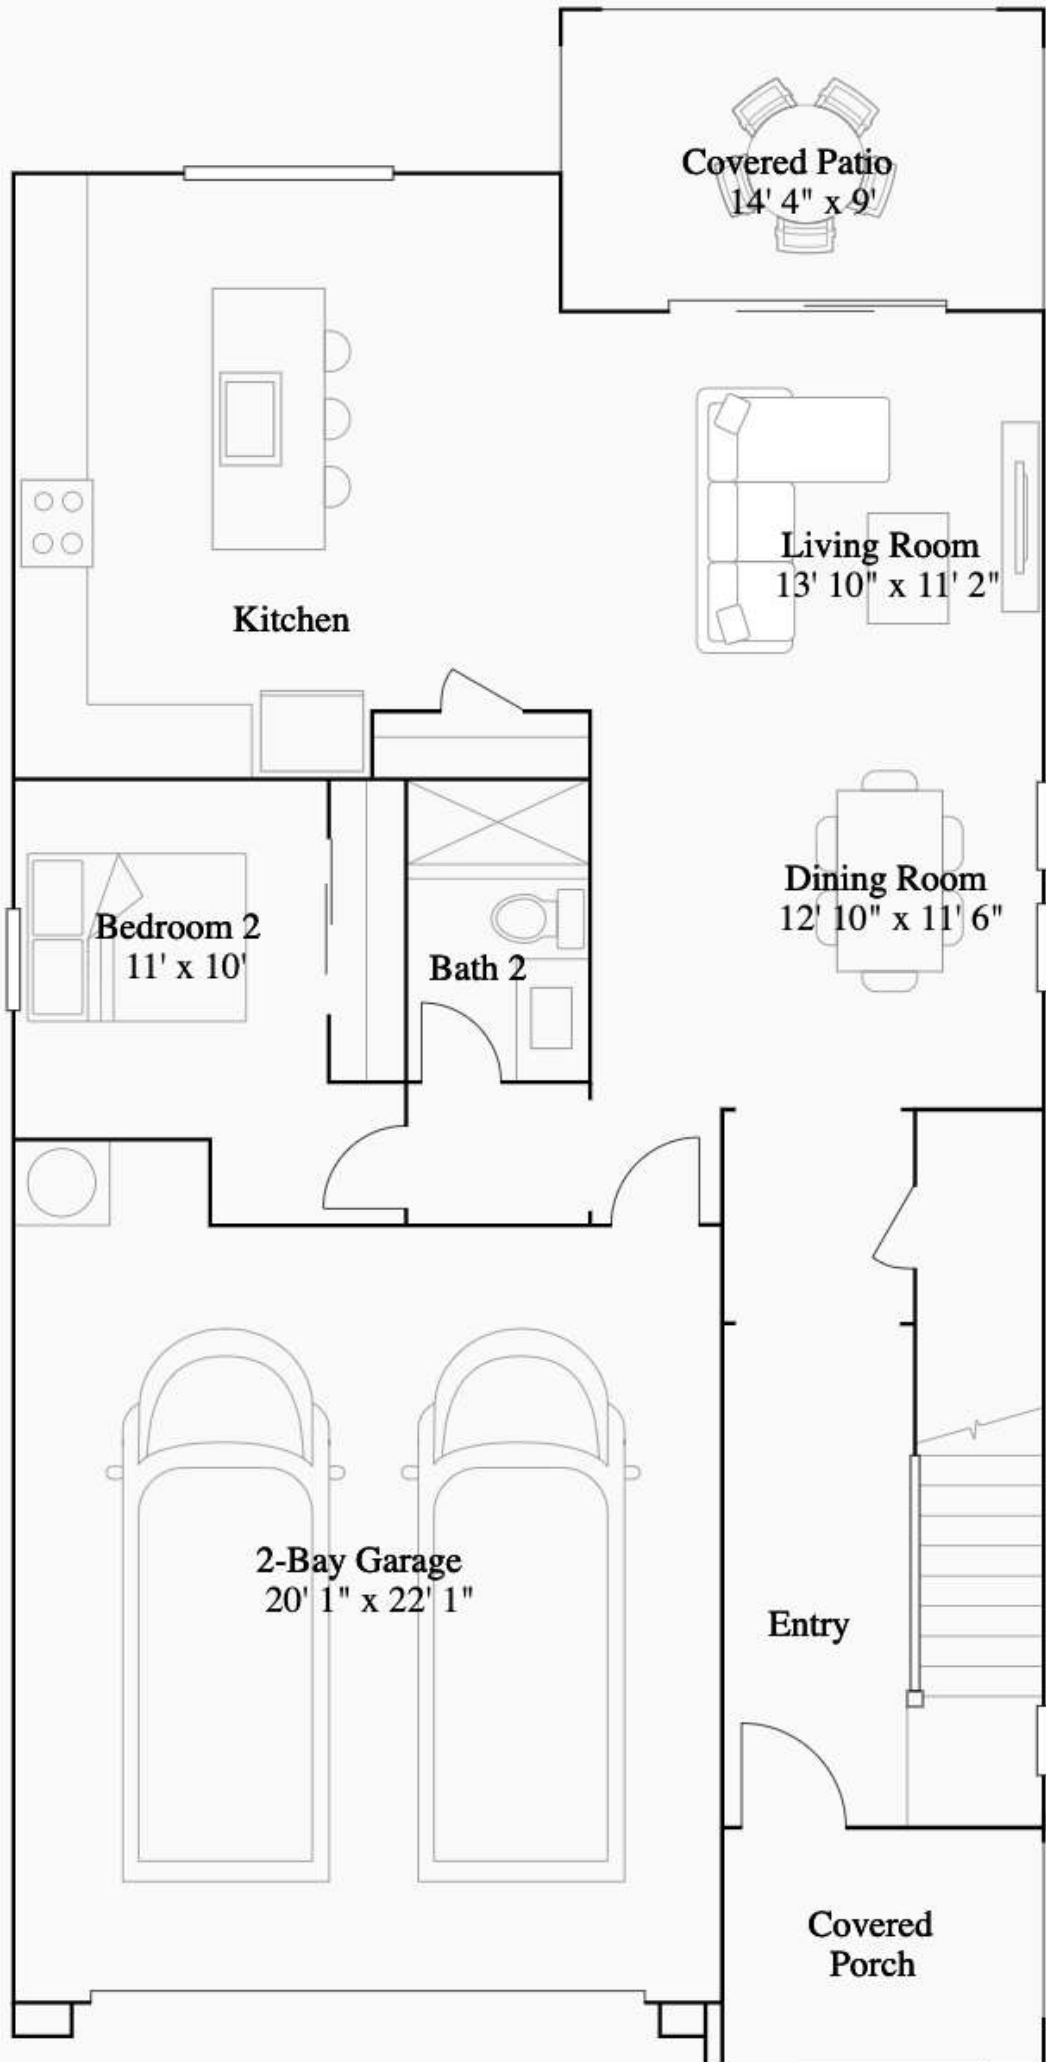 Covered Patio
14' 4" x 9'
Living Room
13' 10" x 11' 2"
Kitchen
Dining Room
12' 10" x 11' 6"
Bedroom 2
11' x 10'
Bath 2
2-Bay Garage
20' 1" x 22' 1"
Entry
Covered
Porch